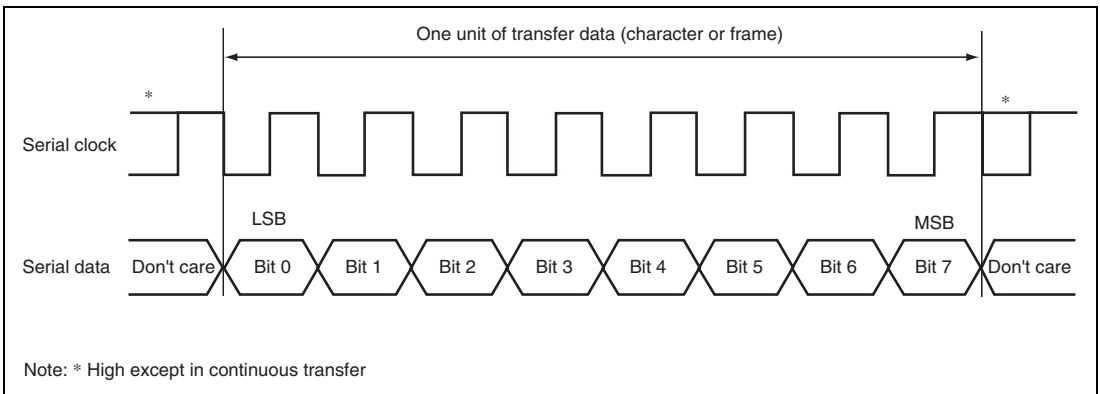 One unit of transfer data (character or frame)
* *
Serial clock
LSB MSB
Serial data Don't care Bit 0 Bit 1 Bit 2 Bit 3 Bit 4 Bit 5 Bit 6 Bit 7 Don't care
Note: * High except in continuous transfer